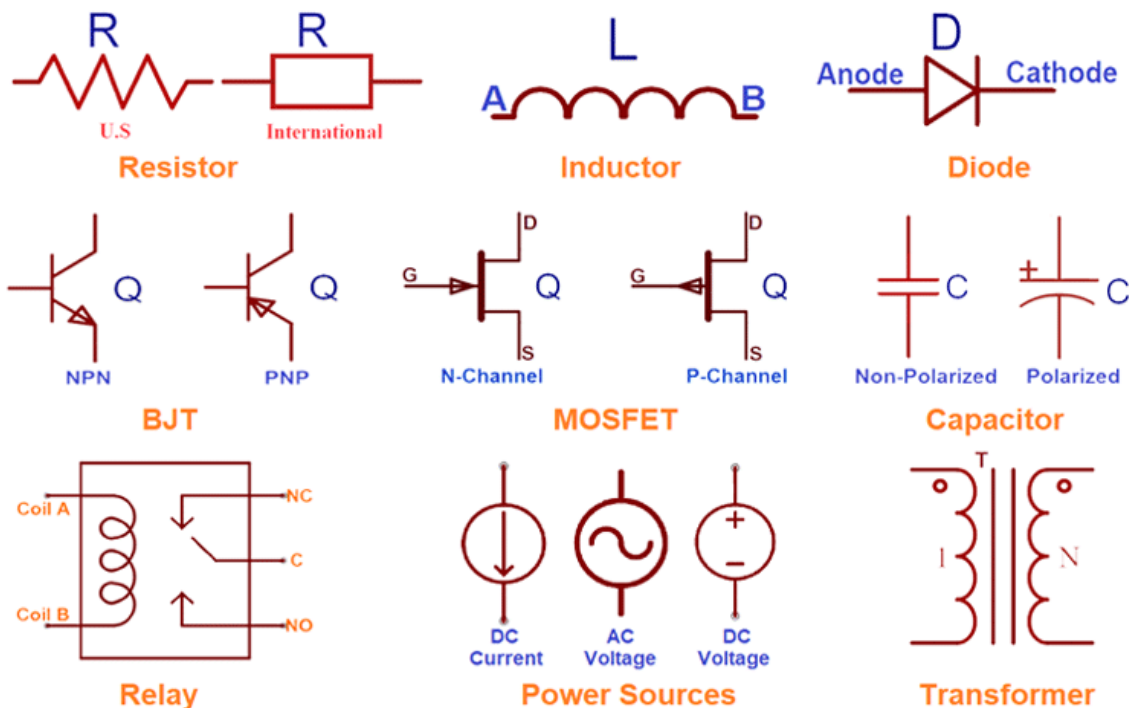 R R
U.S International
Resistor
L
A B
Inductor
D
Anode Cathode
Diode
Q Q
NPN PNP
BJT
D D
G Q G Q
S S
N-Channel P-Channel
MOSFET
+
C C
Non-Polarized Polarized
Capacitor
Coil A NC
C
Coil B NO
Relay
+
−
DC Current
AC Voltage
DC Voltage
Power Sources
T
1 N
Transformer